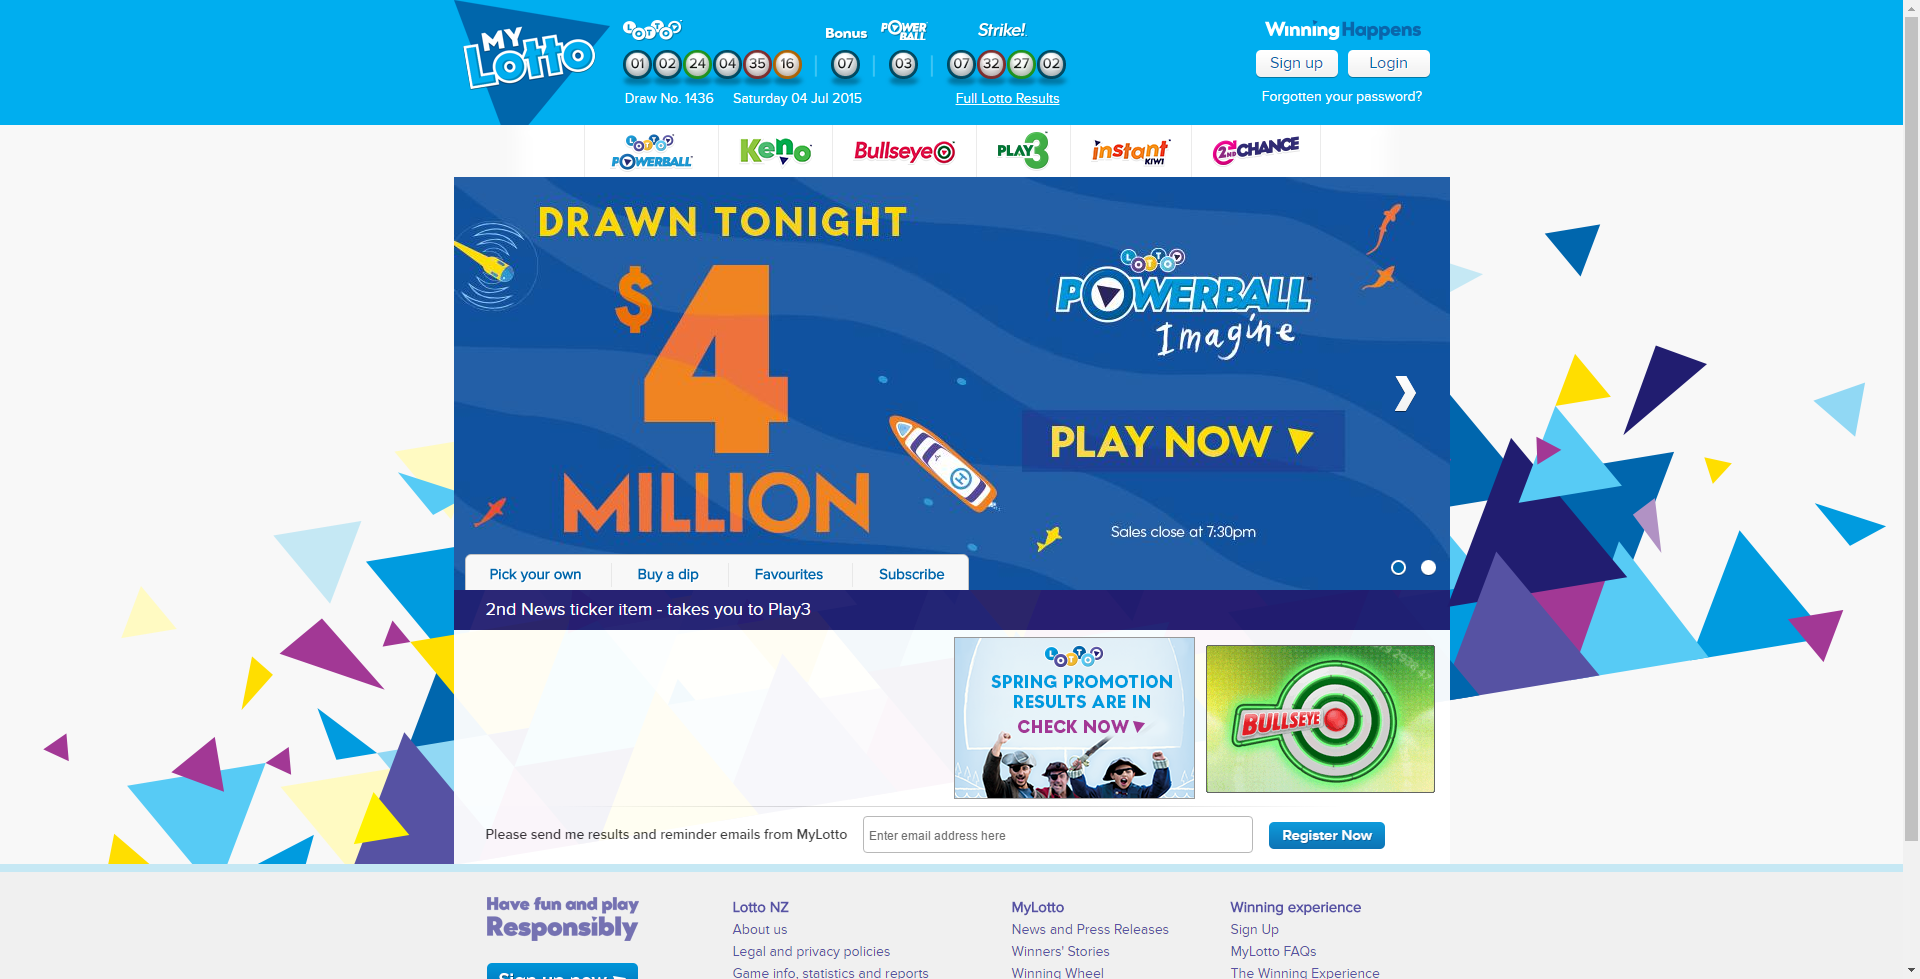 MY
LOTTO
LOTTO
Bonus
POWER
BALL
Strike!
Winning Happens
01 02 24 04 35 16 07 03 07 32 27 02
Sign up
Login
Draw No. 1436
Saturday 04 Jul 2015
Full Lotto Results
Forgotten your password?
LOTTO
POWERBALL
Keno
Bullseye
PLAY 3
instant
KIWI
2ND CHANCE
DRAWN TONIGHT
$4
MILLION
LOTTO
POWERBALL
Imagine
PLAY NOW
H
Sales close at 7:30pm
Pick your own
Buy a dip
Favourites
Subscribe
2nd News ticker item - takes you to Play3
LOTTO
SPRING PROMOTION
RESULTS ARE IN
CHECK NOW
BULLSEYE
Please send me results and reminder emails from MyLotto
Enter email address here
Register Now
Have fun and play
Responsibly
Sign up now
Lotto NZ
About us
Legal and privacy policies
Game info, statistics and reports
MyLotto
News and Press Releases
Winners' Stories
Winning Wheel
Winning experience
Sign Up
MyLotto FAQs
The Winning Experience